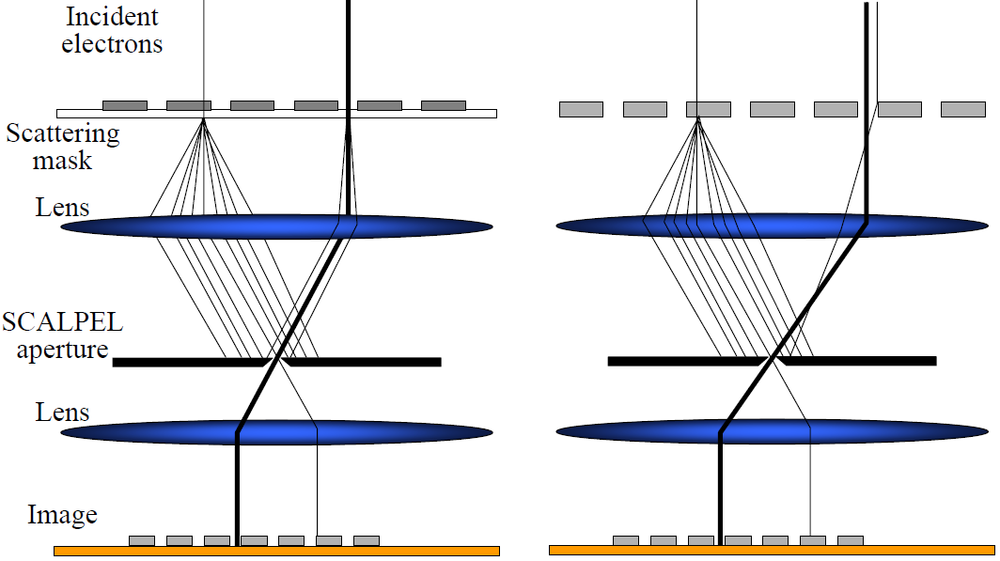 Incident
electrons
Scattering
mask
Lens
SCALPEL
aperture
Lens
Image